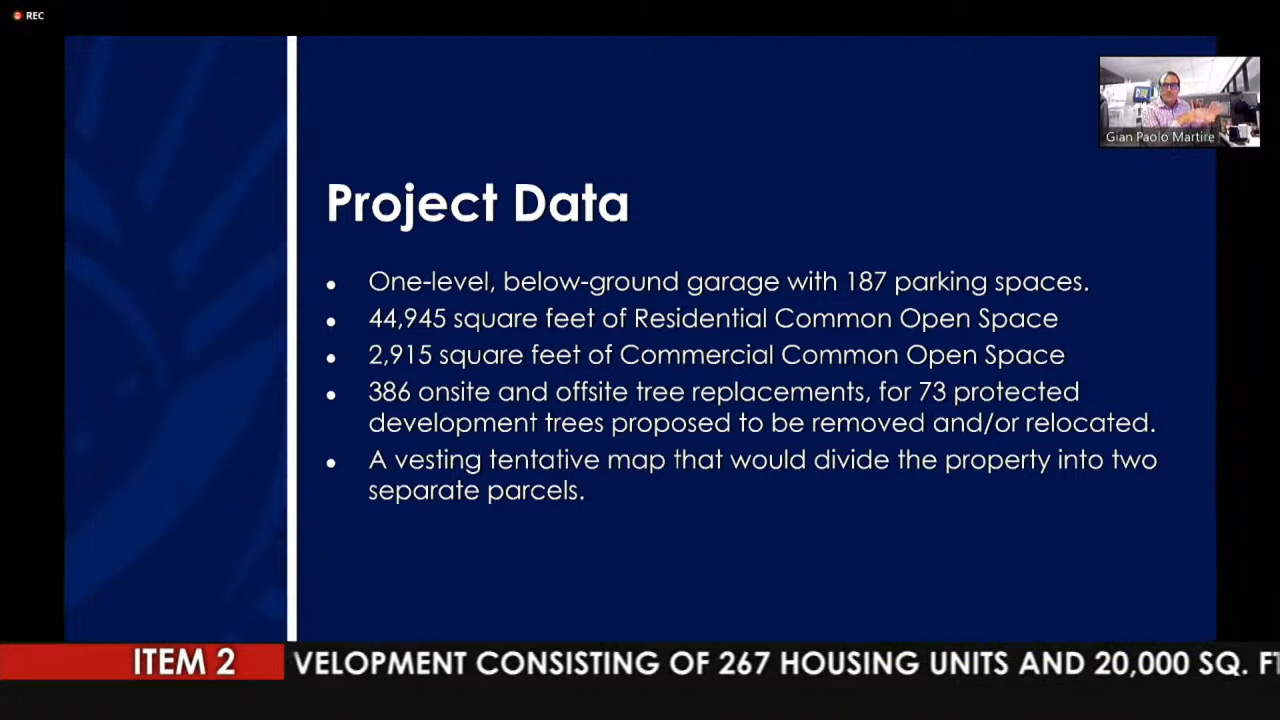 REC
Gian Paolo Martire
Project Data
• One-level, below-ground garage with 187 parking spaces.
• 44,945 square feet of Residential Common Open Space
• 2,915 square feet of Commercial Common Open Space
• 386 onsite and offsite tree replacements, for 73 protected
development trees proposed to be removed and/or relocated.
• A vesting tentative map that would divide the property into two
separate parcels.
ITEM 2 VELOPMENT CONSISTING OF 267 HOUSING UNITS AND 20,000 SQ. FT